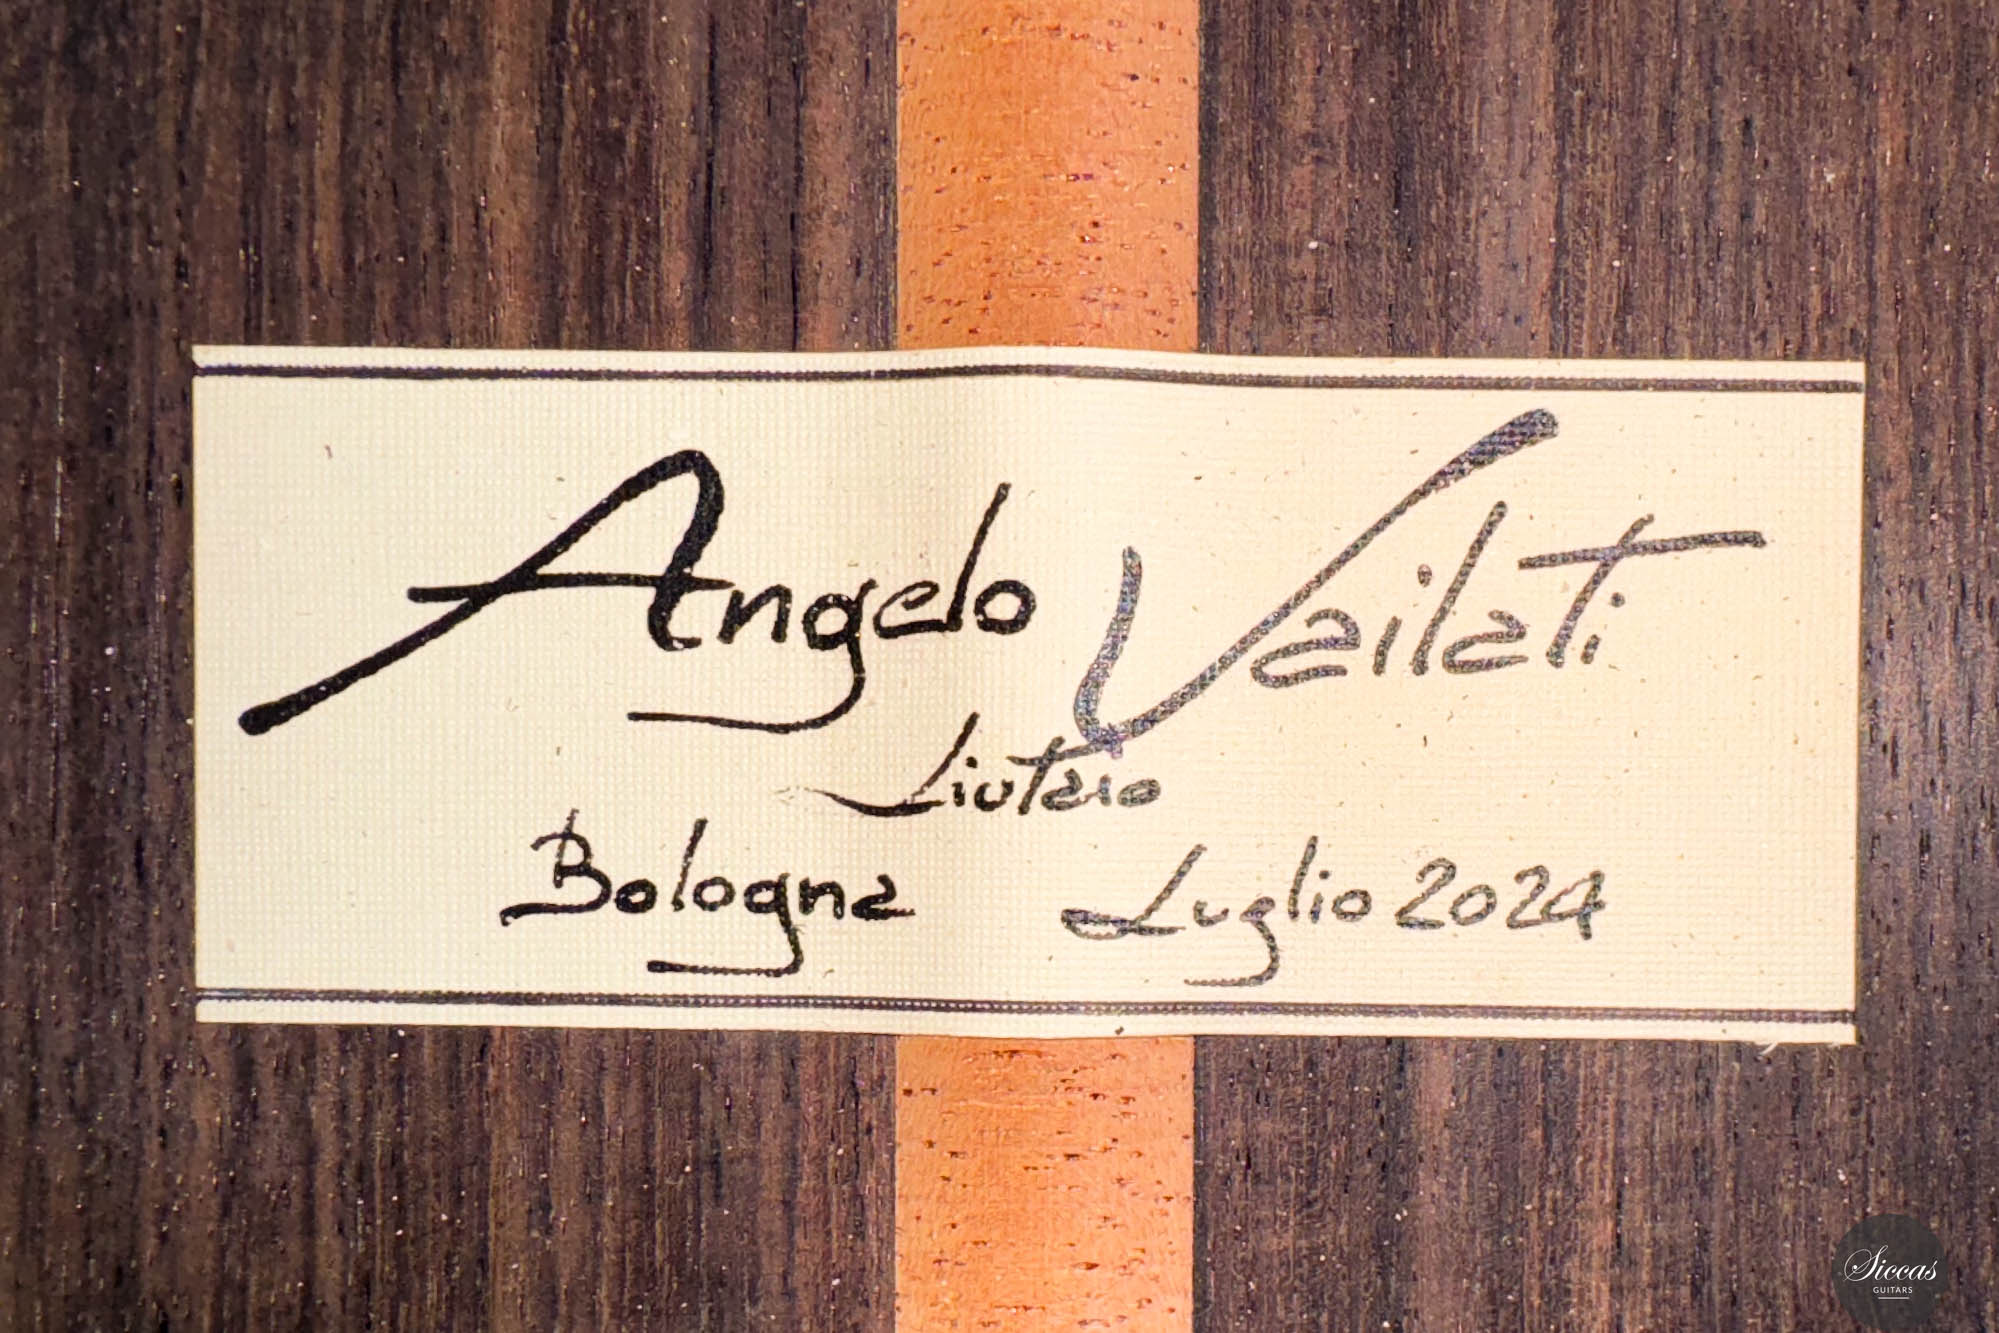 Angelo Vailati
Liutaio
Bologna Luglio 2024
Siccas
GUITARS